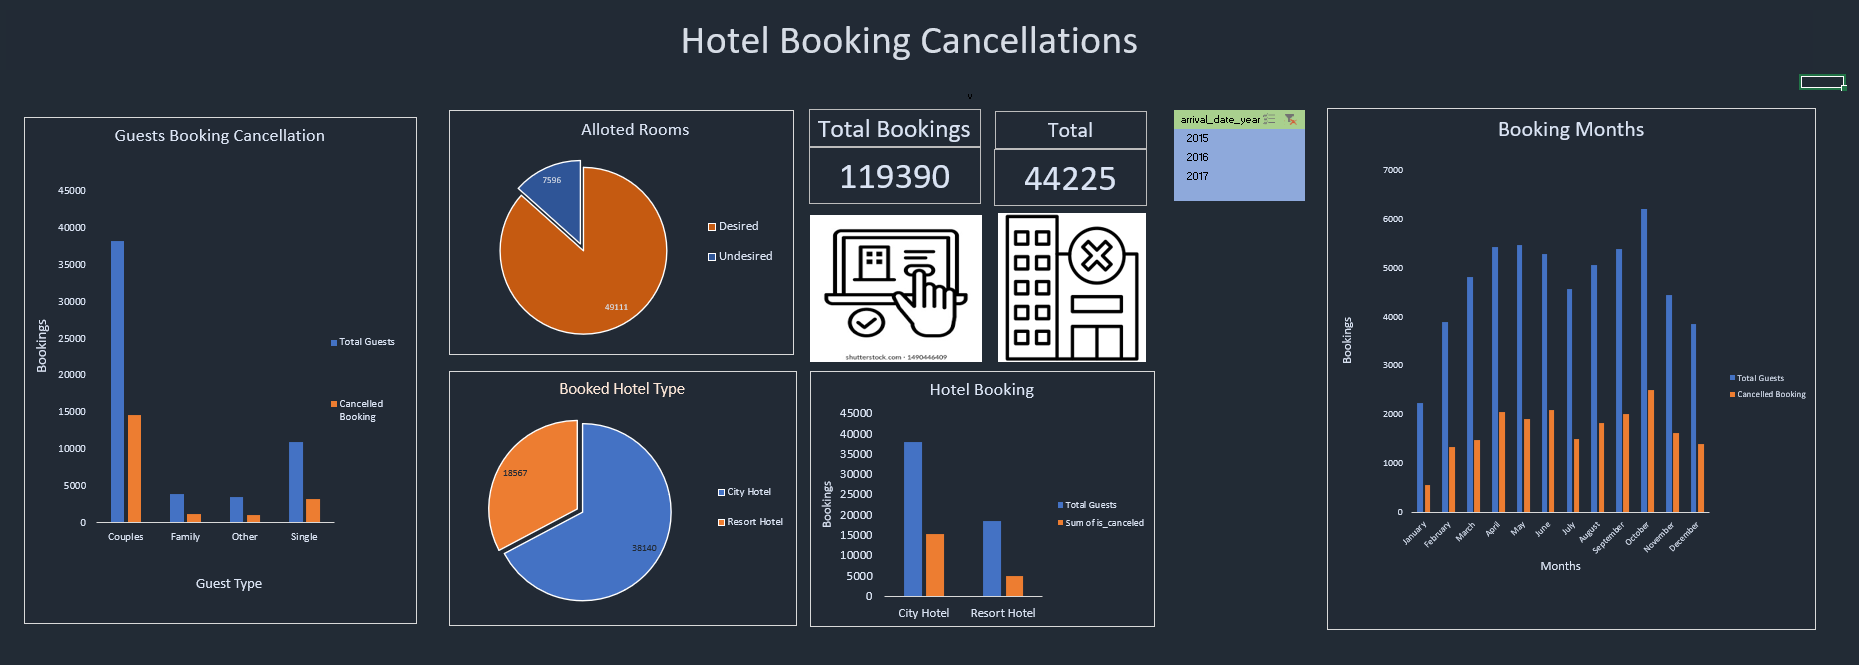 Hotel Booking Cancellations
v
Guests Booking Cancellation
45000
40000
35000
30000
25000
20000
15000
10000
5000
0
Bookings
Couples
Family
Other
Single
Guest Type
Total Guests
Cancelled
Booking
Alloted Rooms
7596
49111
Desired
Undesired
Booked Hotel Type
18567
38140
City Hotel
Resort Hotel
Total Bookings
119390
Total
44225
shutterstock.com · 1490446409
Hotel Booking
45000
40000
35000
30000
25000
20000
15000
10000
5000
0
Bookings
City Hotel
Resort Hotel
Total Guests
Sum of is_canceled
arrival_date_year
2015
2016
2017
Booking Months
7000
6000
5000
4000
3000
2000
1000
0
Bookings
January
February
March
April
May
June
July
August
September
October
November
December
Months
Total Guests
Cancelled Booking